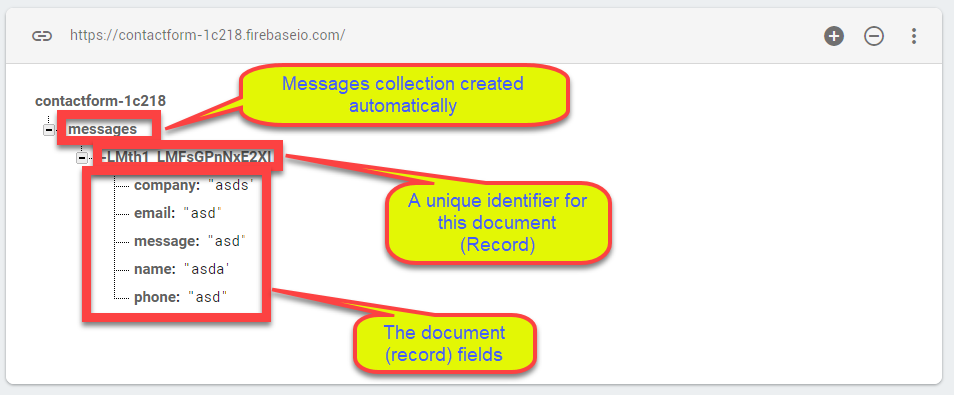 https://contactform-1c218.firebaseio.com/
Messages collection created
automatically
contactform-1c218
messages
A unique identifier for
this document
(Record)
company: "asds"
email: "asd"
message: "asd"
name: "asda"
phone: "asd"
The document
(record) fields